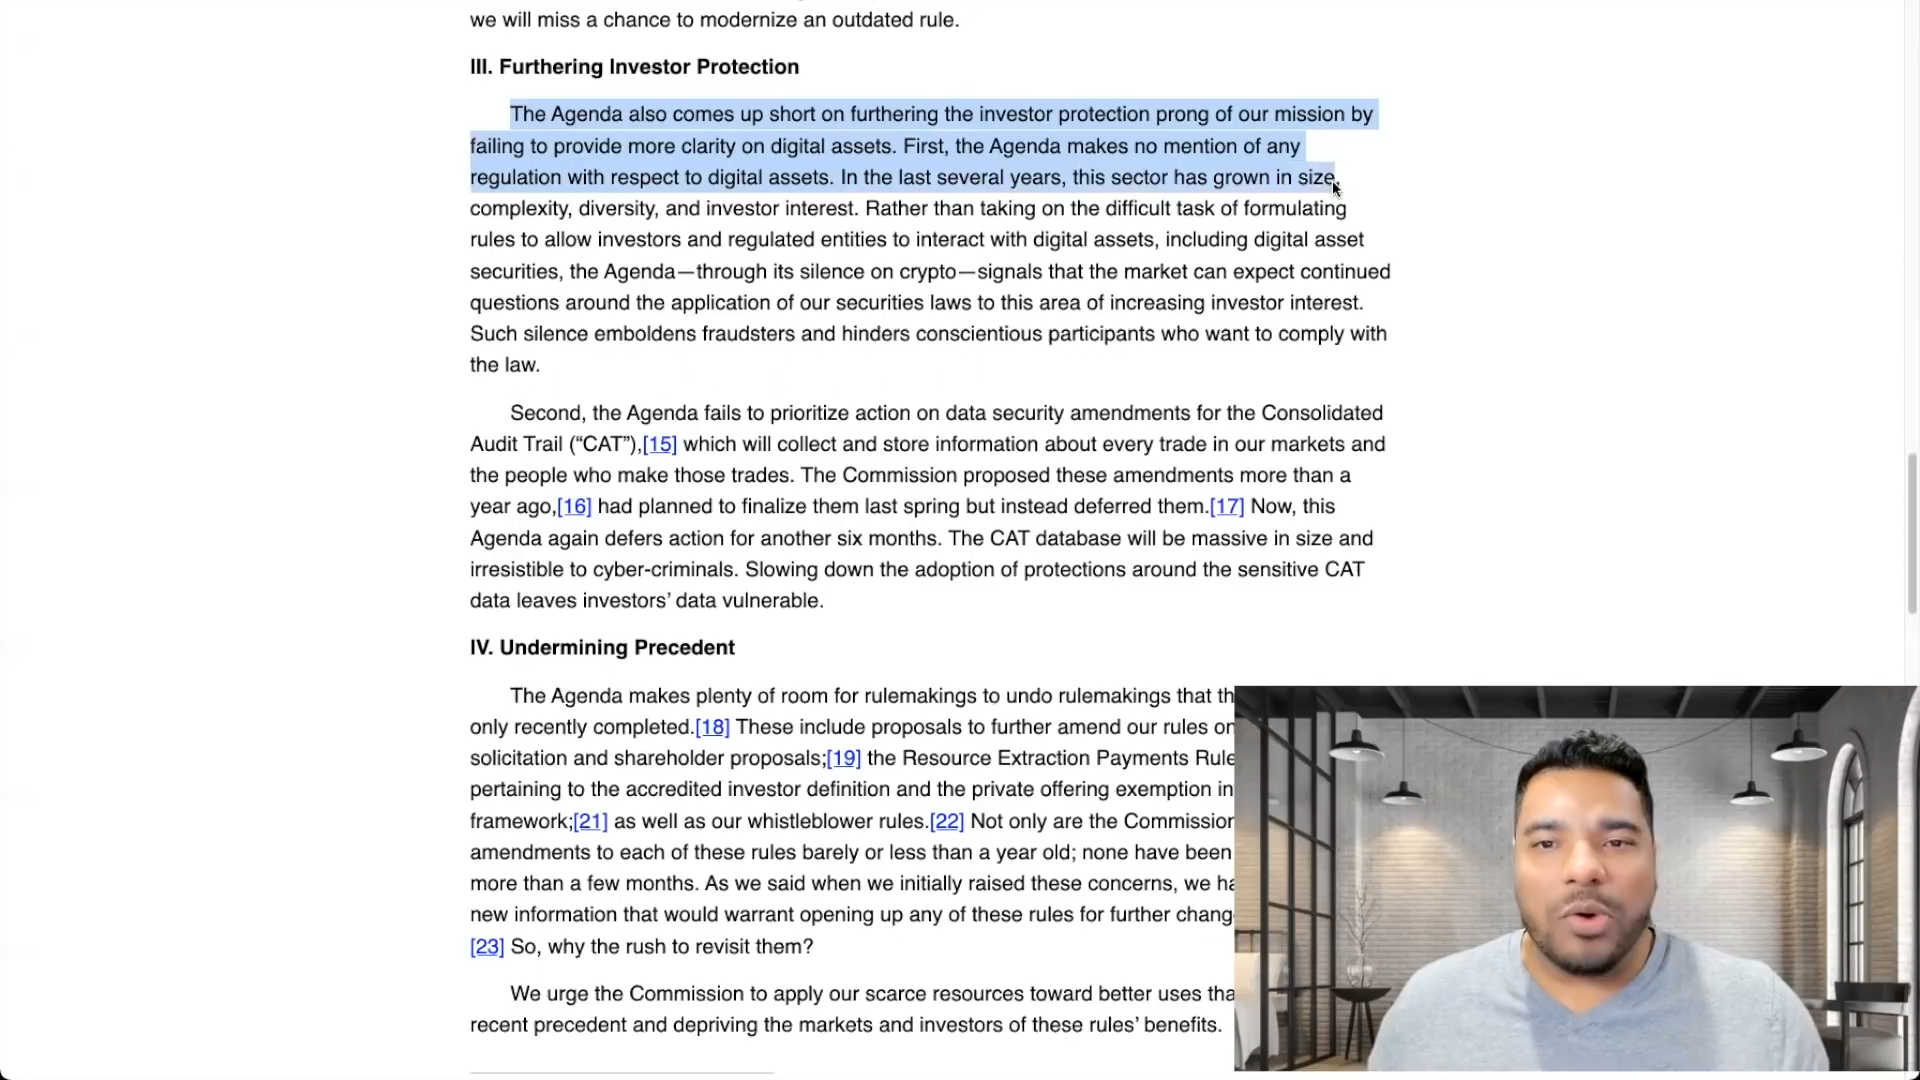 we will miss a chance to modernize an outdated rule.
III. Furthering Investor Protection
The Agenda also comes up short on furthering the investor protection prong of our mission by
failing to provide more clarity on digital assets. First, the Agenda makes no mention of any
regulation with respect to digital assets. In the last several years, this sector has grown in size,
complexity, diversity, and investor interest. Rather than taking on the difficult task of formulating
rules to allow investors and regulated entities to interact with digital assets, including digital asset
securities, the Agenda—through its silence on crypto—signals that the market can expect continued
questions around the application of our securities laws to this area of increasing investor interest.
Such silence emboldens fraudsters and hinders conscientious participants who want to comply with
the law.
Second, the Agenda fails to prioritize action on data security amendments for the Consolidated
Audit Trail (“CAT”),[15] which will collect and store information about every trade in our markets and
the people who make those trades. The Commission proposed these amendments more than a
year ago,[16] had planned to finalize them last spring but instead deferred them.[17] Now, this
Agenda again defers action for another six months. The CAT database will be massive in size and
irresistible to cyber-criminals. Slowing down the adoption of protections around the sensitive CAT
data leaves investors’ data vulnerable.
IV. Undermining Precedent
The Agenda makes plenty of room for rulemakings to undo rulemakings that th
only recently completed.[18] These include proposals to further amend our rules on
solicitation and shareholder proposals;[19] the Resource Extraction Payments Rule
pertaining to the accredited investor definition and the private offering exemption in
framework;[21] as well as our whistleblower rules.[22] Not only are the Commission
amendments to each of these rules barely or less than a year old; none have been
more than a few months. As we said when we initially raised these concerns, we ha
new information that would warrant opening up any of these rules for further chang
[23] So, why the rush to revisit them?
We urge the Commission to apply our scarce resources toward better uses tha
recent precedent and depriving the markets and investors of these rules’ benefits.